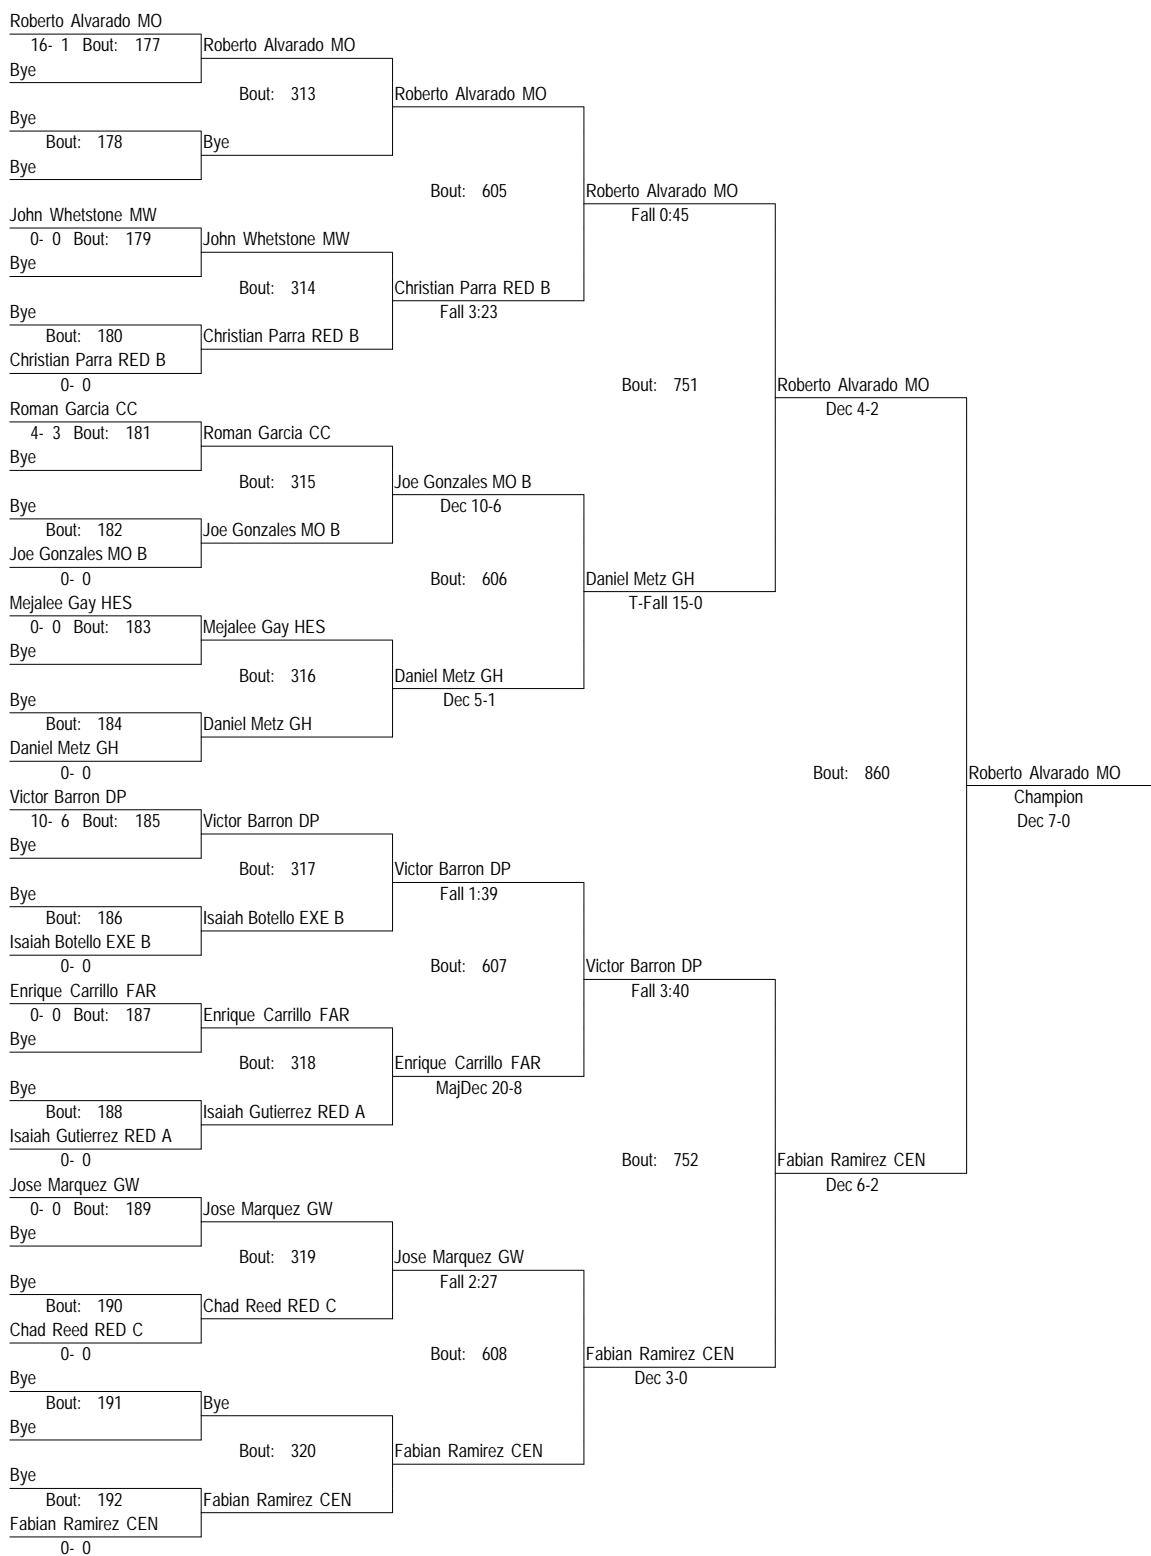 Roberto Alvarado MO
16- 1 Bout: 177 Roberto Alvarado MO
Bye
Bout: 313 Roberto Alvarado MO
Bye
Bout: 178 Bye
Bye
Bout: 605 Roberto Alvarado MO
John Whetstone MW Fall 0:45
0- 0 Bout: 179 John Whetstone MW
Bye
Bout: 314 Christian Parra RED B
Bye Fall 3:23
Bout: 180 Christian Parra RED B
Christian Parra RED B
0- 0 Bout: 751 Roberto Alvarado MO
Roman Garcia CC Dec 4-2
4- 3 Bout: 181 Roman Garcia CC
Bye
Bout: 315 Joe Gonzales MO B
Bye Dec 10-6
Bout: 182 Joe Gonzales MO B
Joe Gonzales MO B
0- 0 Bout: 606 Daniel Metz GH
Mejalee Gay HES T-Fall 15-0
0- 0 Bout: 183 Mejalee Gay HES
Bye
Bout: 316 Daniel Metz GH
Bye Dec 5-1
Bout: 184 Daniel Metz GH
Daniel Metz GH
0- 0 Bout: 860 Roberto Alvarado MO
Victor Barron DP Champion
10- 6 Bout: 185 Victor Barron DP Dec 7-0
Bye
Bout: 317 Victor Barron DP
Bye Fall 1:39
Bout: 186 Isaiah Botello EXE B
Isaiah Botello EXE B
0- 0 Bout: 607 Victor Barron DP
Enrique Carrillo FAR Fall 3:40
0- 0 Bout: 187 Enrique Carrillo FAR
Bye
Bout: 318 Enrique Carrillo FAR
Bye MajDec 20-8
Bout: 188 Isaiah Gutierrez RED A
Isaiah Gutierrez RED A
0- 0 Bout: 752 Fabian Ramirez CEN
Jose Marquez GW Dec 6-2
0- 0 Bout: 189 Jose Marquez GW
Bye
Bout: 319 Jose Marquez GW
Bye Fall 2:27
Bout: 190 Chad Reed RED C
Chad Reed RED C
0- 0 Bout: 608 Fabian Ramirez CEN
Bye Dec 3-0
Bout: 191 Bye
Bye
Bout: 320 Fabian Ramirez CEN
Bye
Bout: 192 Fabian Ramirez CEN
Fabian Ramirez CEN
0- 0